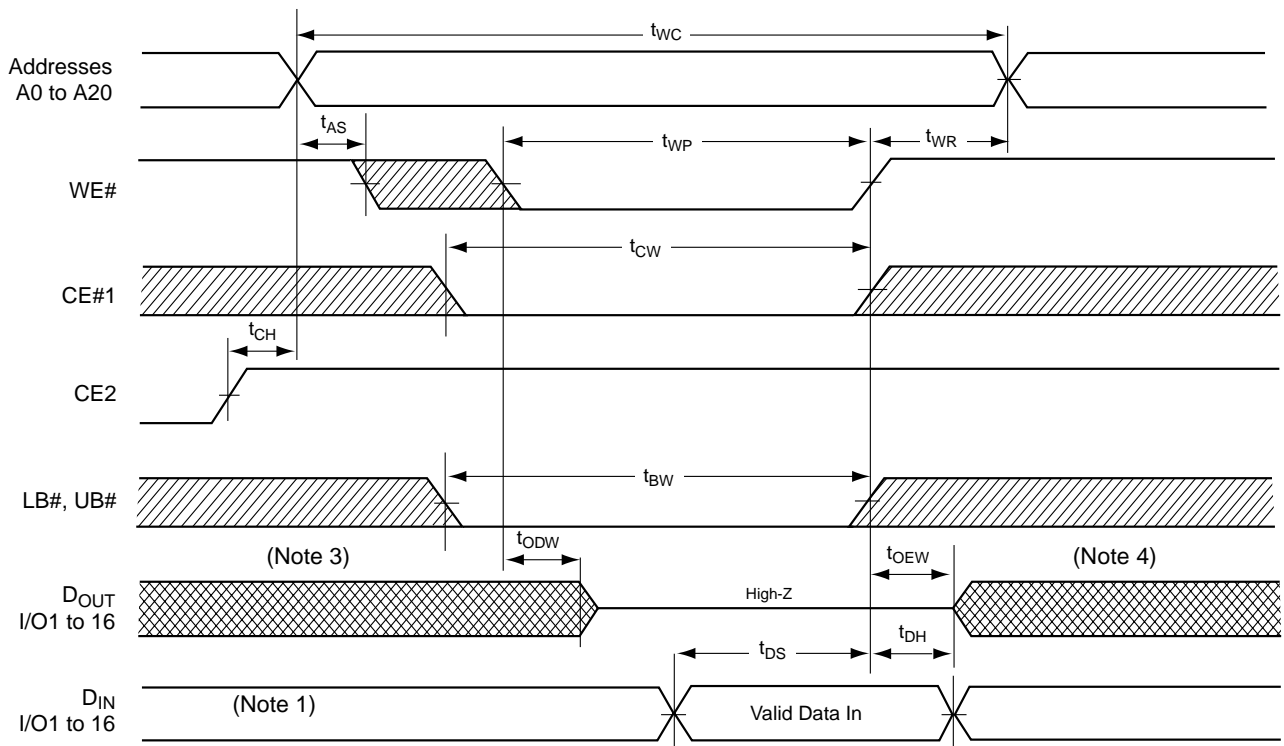 tWC
Addresses
A0 to A20
tAS
tWP
tWR
WE#
tCW
CE#1
tCH
CE2
tBW
LB#, UB#
(Note 3)
tODW
tOEW
(Note 4)
DOUT
I/O1 to 16
High-Z
tDS
tDH
DIN
I/O1 to 16
(Note 1)
Valid Data In